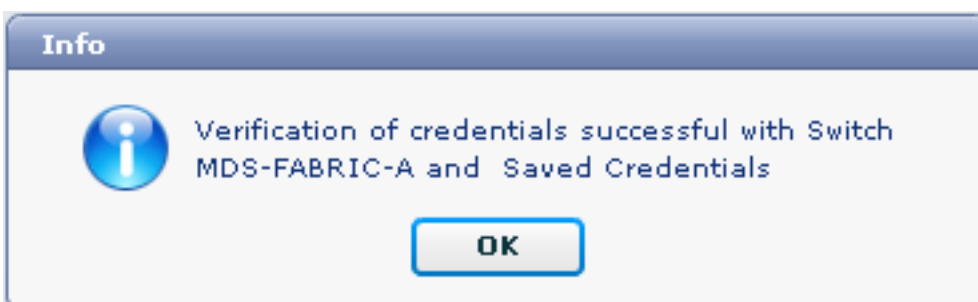 Info
Verification of credentials successful with Switch
MDS-FABRIC-A and  Saved Credentials
OK